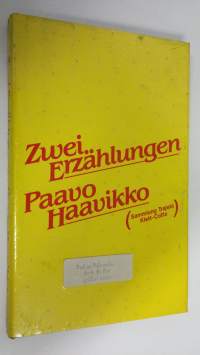 Zwei
Erzählungen
Paavo
Haavikko
(Sammlung Trajekt
Klett-Cotta)